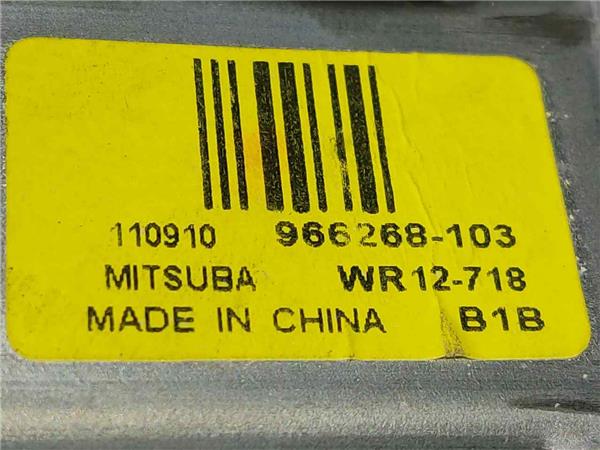 110910 966268-103
MITSUBA WR12-718
MADE IN CHINA B1B